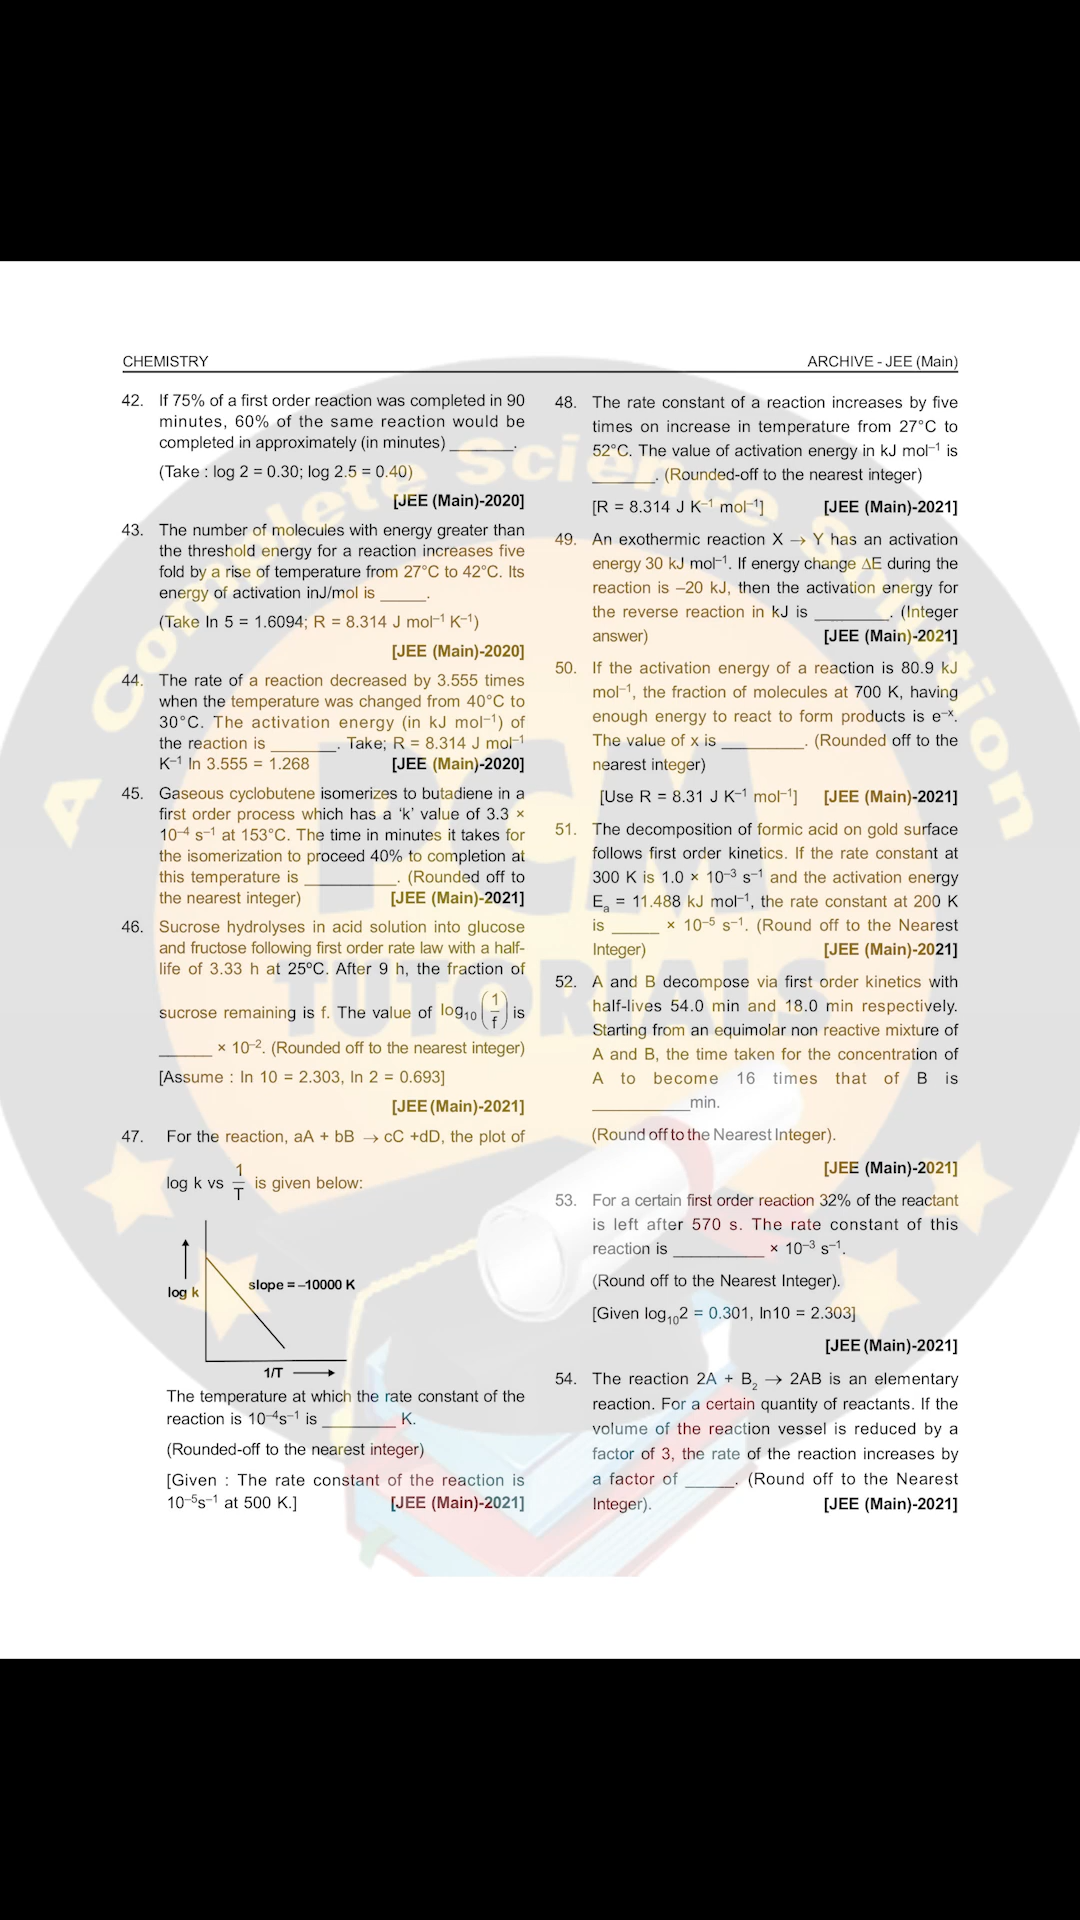 CHEMISTRY
ARCHIVE - JEE (Main)
42. If 75% of a first order reaction was completed in 90
minutes, 60% of the same reaction would be
completed in approximately (in minutes) ________.
(Take : log 2 = 0.30; log 2.5 = 0.40)
[JEE (Main)-2020]
43. The number of molecules with energy greater than
the threshold energy for a reaction increases five
fold by a rise of temperature from 27°C to 42°C. Its
energy of activation inJ/mol is ______.
(Take ln 5 = 1.6094; R = 8.314 J mol⁻¹ K⁻¹)
[JEE (Main)-2020]
44. The rate of a reaction decreased by 3.555 times
when the temperature was changed from 40°C to
30°C. The activation energy (in kJ mol⁻¹) of
the reaction is ________. Take; R = 8.314 J mol⁻¹
K⁻¹ ln 3.555 = 1.268 [JEE (Main)-2020]
45. Gaseous cyclobutene isomerizes to butadiene in a
first order process which has a ‘k’ value of 3.3 ×
10⁻⁴ s⁻¹ at 153°C. The time in minutes it takes for
the isomerization to proceed 40% to completion at
this temperature is ___________. (Rounded off to
the nearest integer) [JEE (Main)-2021]
46. Sucrose hydrolyses in acid solution into glucose
and fructose following first order rate law with a half-
life of 3.33 h at 25°C. After 9 h, the fraction of
sucrose remaining is f. The value of log₁₀(1/f) is
______ × 10⁻². (Rounded off to the nearest integer)
[Assume : ln 10 = 2.303, ln 2 = 0.693]
[JEE (Main)-2021]
47. For the reaction, aA + bB → cC +dD, the plot of
log k vs 1/T is given below:
slope = –10000 K
log k
1/T
The temperature at which the rate constant of the
reaction is 10⁻⁴s⁻¹ is _________ K.
(Rounded-off to the nearest integer)
[Given : The rate constant of the reaction is
10⁻⁵s⁻¹ at 500 K.] [JEE (Main)-2021]
48. The rate constant of a reaction increases by five
times on increase in temperature from 27°C to
52°C. The value of activation energy in kJ mol⁻¹ is
________. (Rounded-off to the nearest integer)
[R = 8.314 J K⁻¹ mol⁻¹] [JEE (Main)-2021]
49. An exothermic reaction X → Y has an activation
energy 30 kJ mol⁻¹. If energy change ΔE during the
reaction is –20 kJ, then the activation energy for
the reverse reaction in kJ is _________. (Integer
answer) [JEE (Main)-2021]
50. If the activation energy of a reaction is 80.9 kJ
mol⁻¹, the fraction of molecules at 700 K, having
enough energy to react to form products is e⁻ˣ.
The value of x is __________. (Rounded off to the
nearest integer)
[Use R = 8.31 J K⁻¹ mol⁻¹] [JEE (Main)-2021]
51. The decomposition of formic acid on gold surface
follows first order kinetics. If the rate constant at
300 K is 1.0 × 10⁻³ s⁻¹ and the activation energy
Eₐ = 11.488 kJ mol⁻¹, the rate constant at 200 K
is ______ × 10⁻⁵ s⁻¹. (Round off to the Nearest
Integer) [JEE (Main)-2021]
52. A and B decompose via first order kinetics with
half-lives 54.0 min and 18.0 min respectively.
Starting from an equimolar non reactive mixture of
A and B, the time taken for the concentration of
A to become 16 times that of B is
____________min.
(Round off to the Nearest Integer).
[JEE (Main)-2021]
53. For a certain first order reaction 32% of the reactant
is left after 570 s. The rate constant of this
reaction is ___________ × 10⁻³ s⁻¹.
(Round off to the Nearest Integer).
[Given log₁₀2 = 0.301, ln10 = 2.303]
[JEE (Main)-2021]
54. The reaction 2A + B₂ → 2AB is an elementary
reaction. For a certain quantity of reactants. If the
volume of the reaction vessel is reduced by a
factor of 3, the rate of the reaction increases by
a factor of ______. (Round off to the Nearest
Integer). [JEE (Main)-2021]
A Complete Science Solution
PCM
TUTORIALS